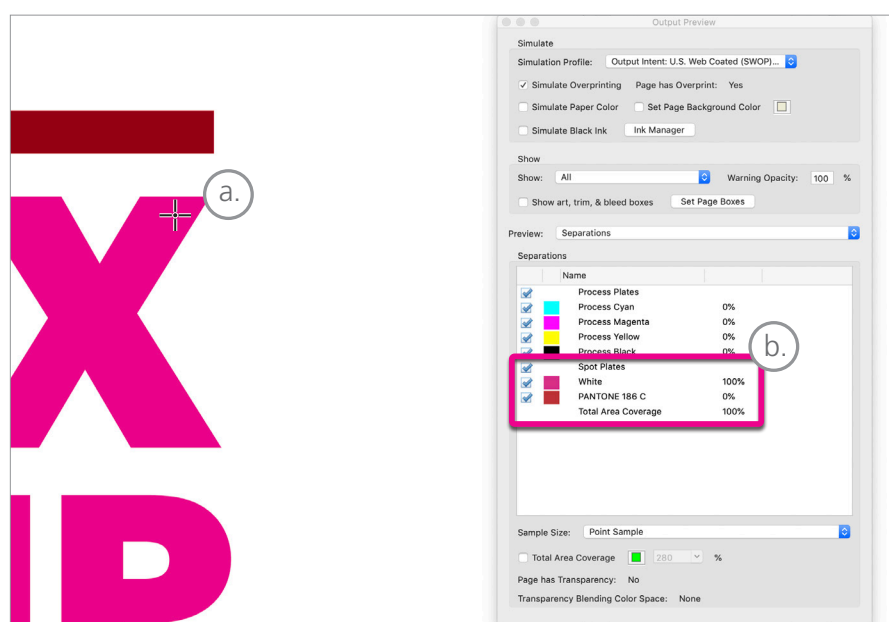 Output Preview
Simulate
Simulation Profile: Output Intent: U.S. Web Coated (SWOP)...
Simulate Overprinting Page has Overprint: Yes
Simulate Paper Color Set Page Background Color
Simulate Black Ink Ink Manager
Show
Show: All Warning Opacity: 100 %
Show art, trim, & bleed boxes Set Page Boxes
Preview: Separations
Separations
Name
Process Plates
Process Cyan 0%
Process Magenta 0%
Process Yellow 0%
Process Black 0%
Spot Plates
White 100%
PANTONE 186 C 0%
Total Area Coverage 100%
Sample Size: Point Sample
Total Area Coverage 280 %
Page has Transparency: No
Transparency Blending Color Space: None
a.
b.
X